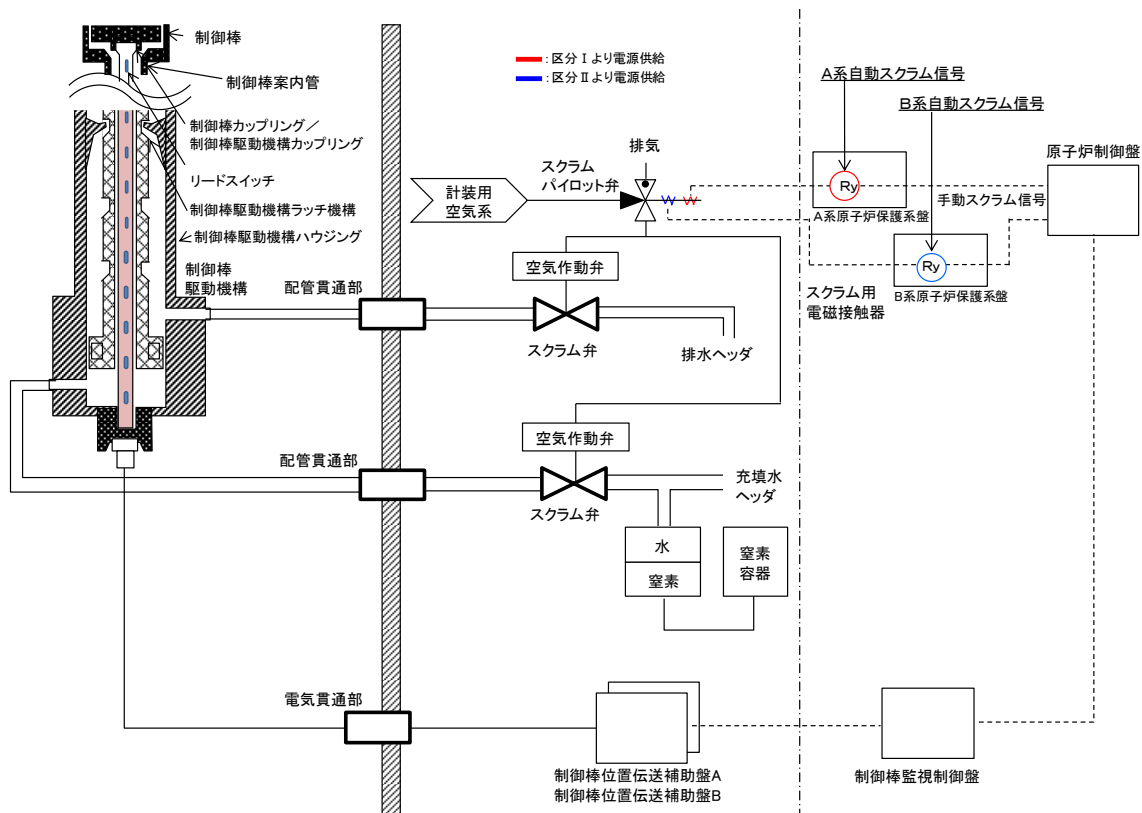 制御棒
制御棒案内管
制御棒カップリング／
制御棒駆動機構カップリング
リードスイッチ
制御棒駆動機構ラッチ機構
制御棒駆動機構ハウジング
制御棒
駆動機構
配管貫通部
配管貫通部
電気貫通部
：区分Ⅰより電源供給
：区分Ⅱより電源供給
計装用
空気系
スクラム
パイロット弁
排気
空気作動弁
スクラム弁
排水ヘッダ
空気作動弁
スクラム弁
充填水
ヘッダ
水
窒素
窒素
容器
制御棒位置伝送補助盤A
制御棒位置伝送補助盤B
A系自動スクラム信号
B系自動スクラム信号
Ry
A系原子炉保護系盤
手動スクラム信号
Ry
B系原子炉保護系盤
スクラム用
電磁接触器
原子炉制御盤
制御棒監視制御盤